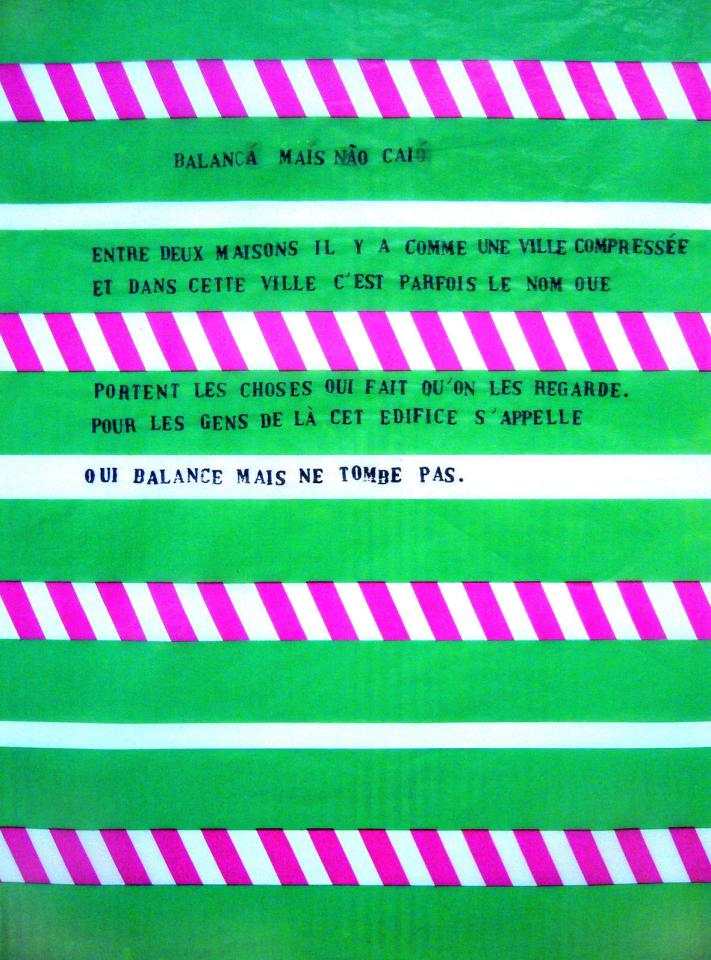 BALANCÁ MAIS NÃO CAIÓ
ENTRE DEUX MAISONS IL Y A COMME UNE VILLE COMPRESSÉE
ET DANS CETTE VILLE C'EST PARFOIS LE NOM QUE
PORTENT LES CHOSES QUI FAIT QU'ON LES REGARDE.
POUR LES GENS DE LÀ CET EDIFICE S'APPELLE
QUI BALANCE MAIS NE TOMBE PAS.